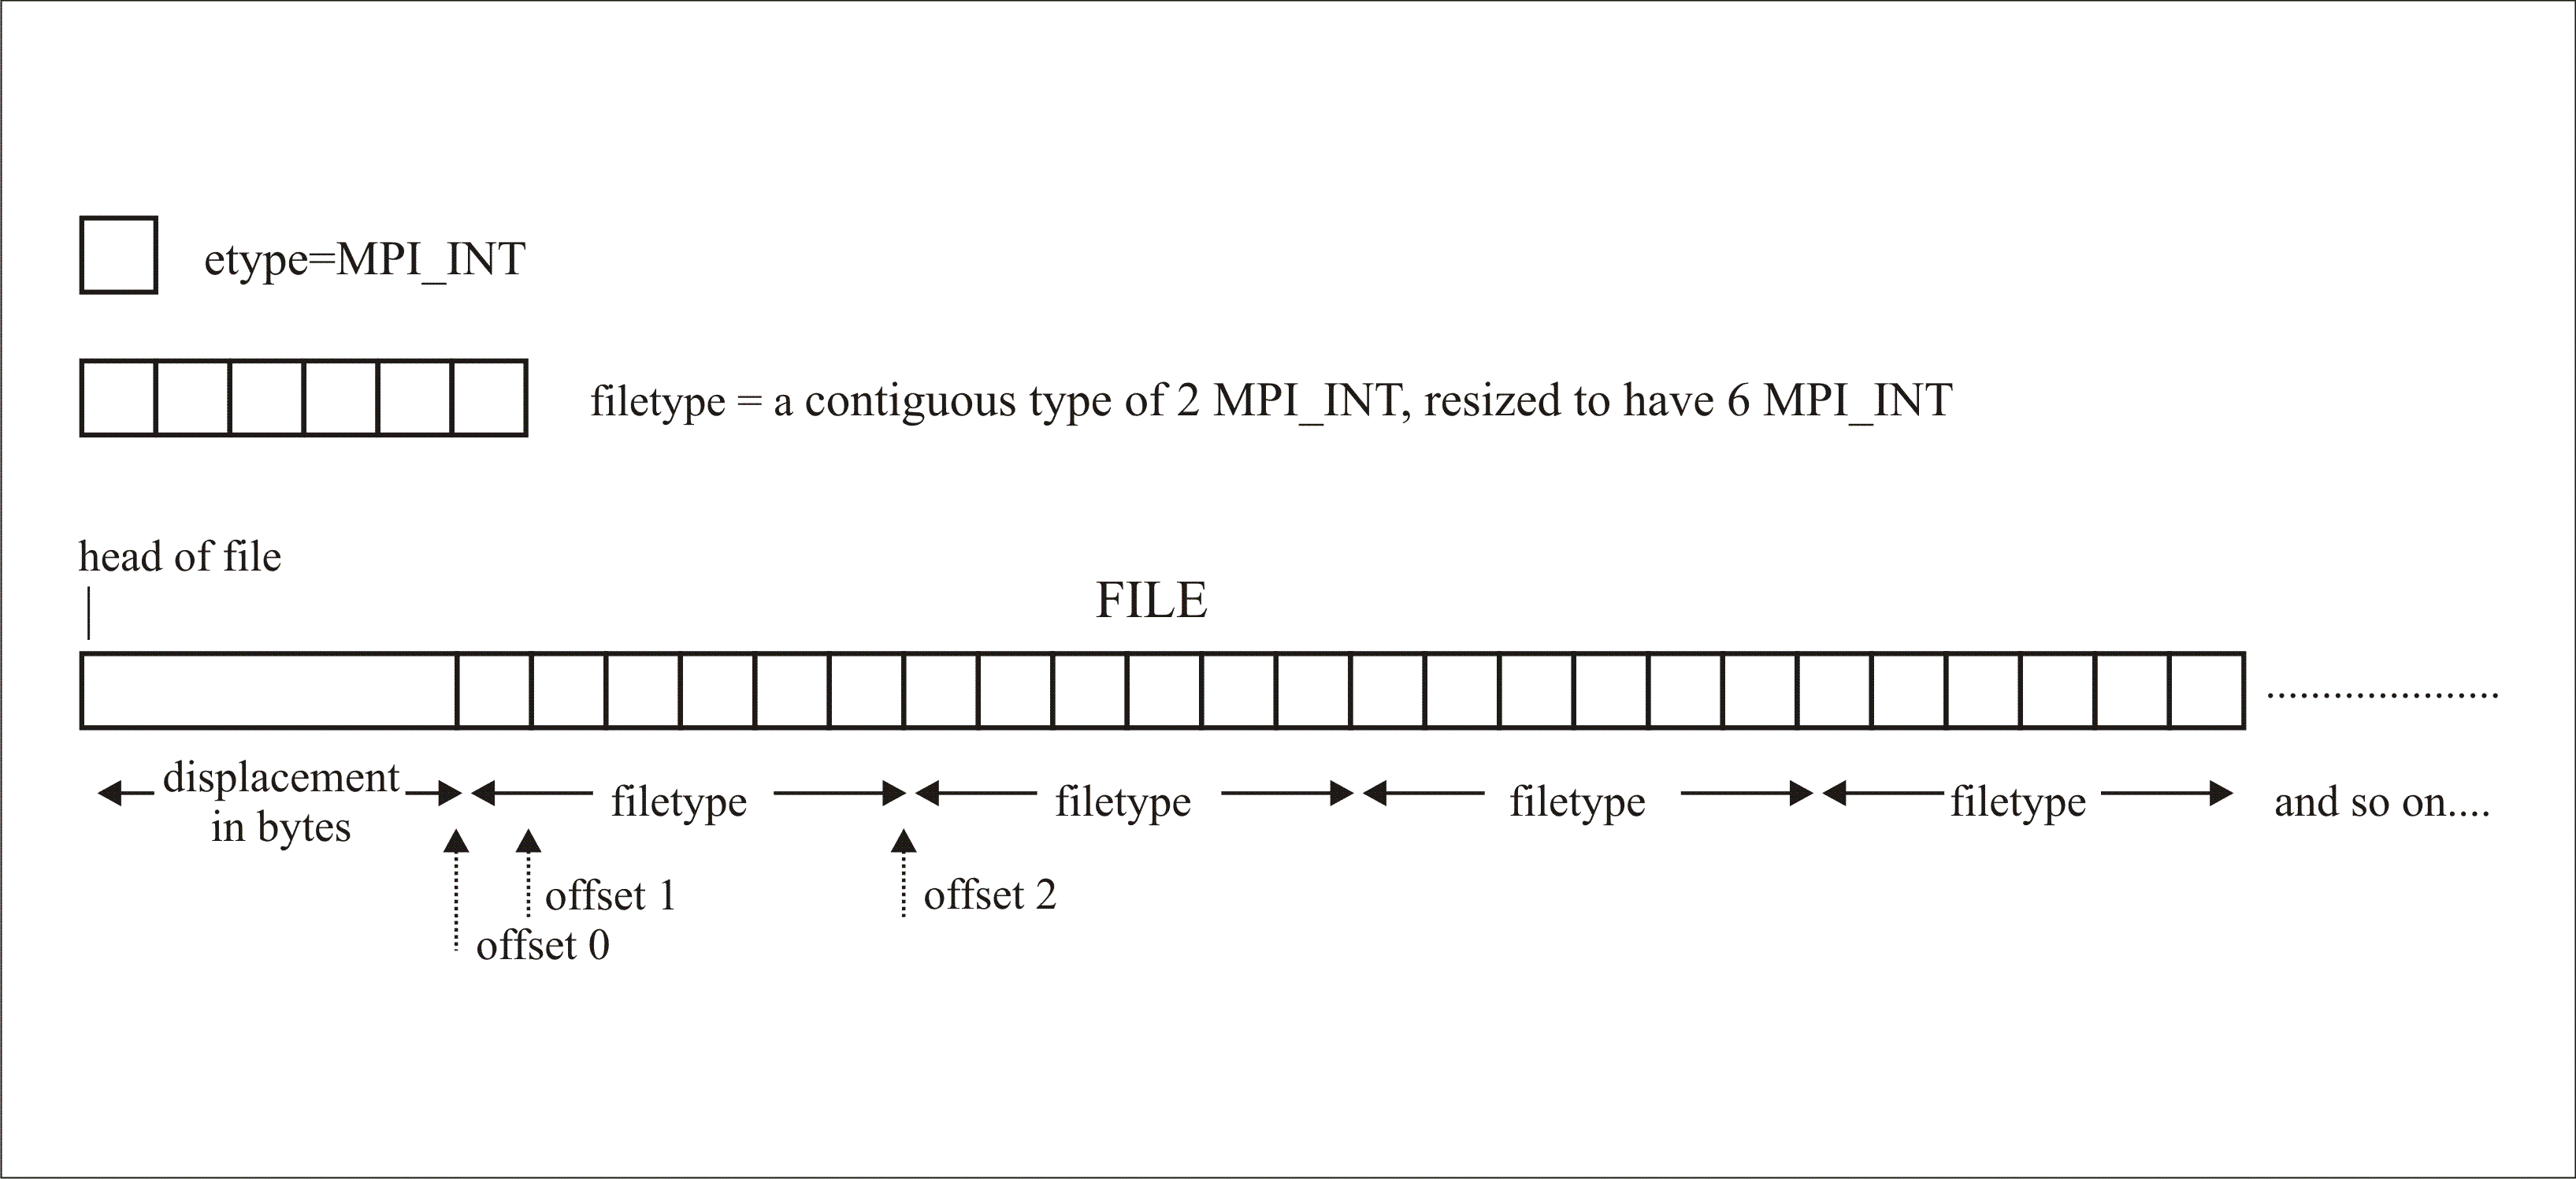 etype=MPI_INT
filetype = a contiguous type of 2 MPI_INT, resized to have 6 MPI_INT
head of file
FILE
displacement
in bytes
filetype
filetype
filetype
filetype
and so on....
offset 1
offset 2
offset 0